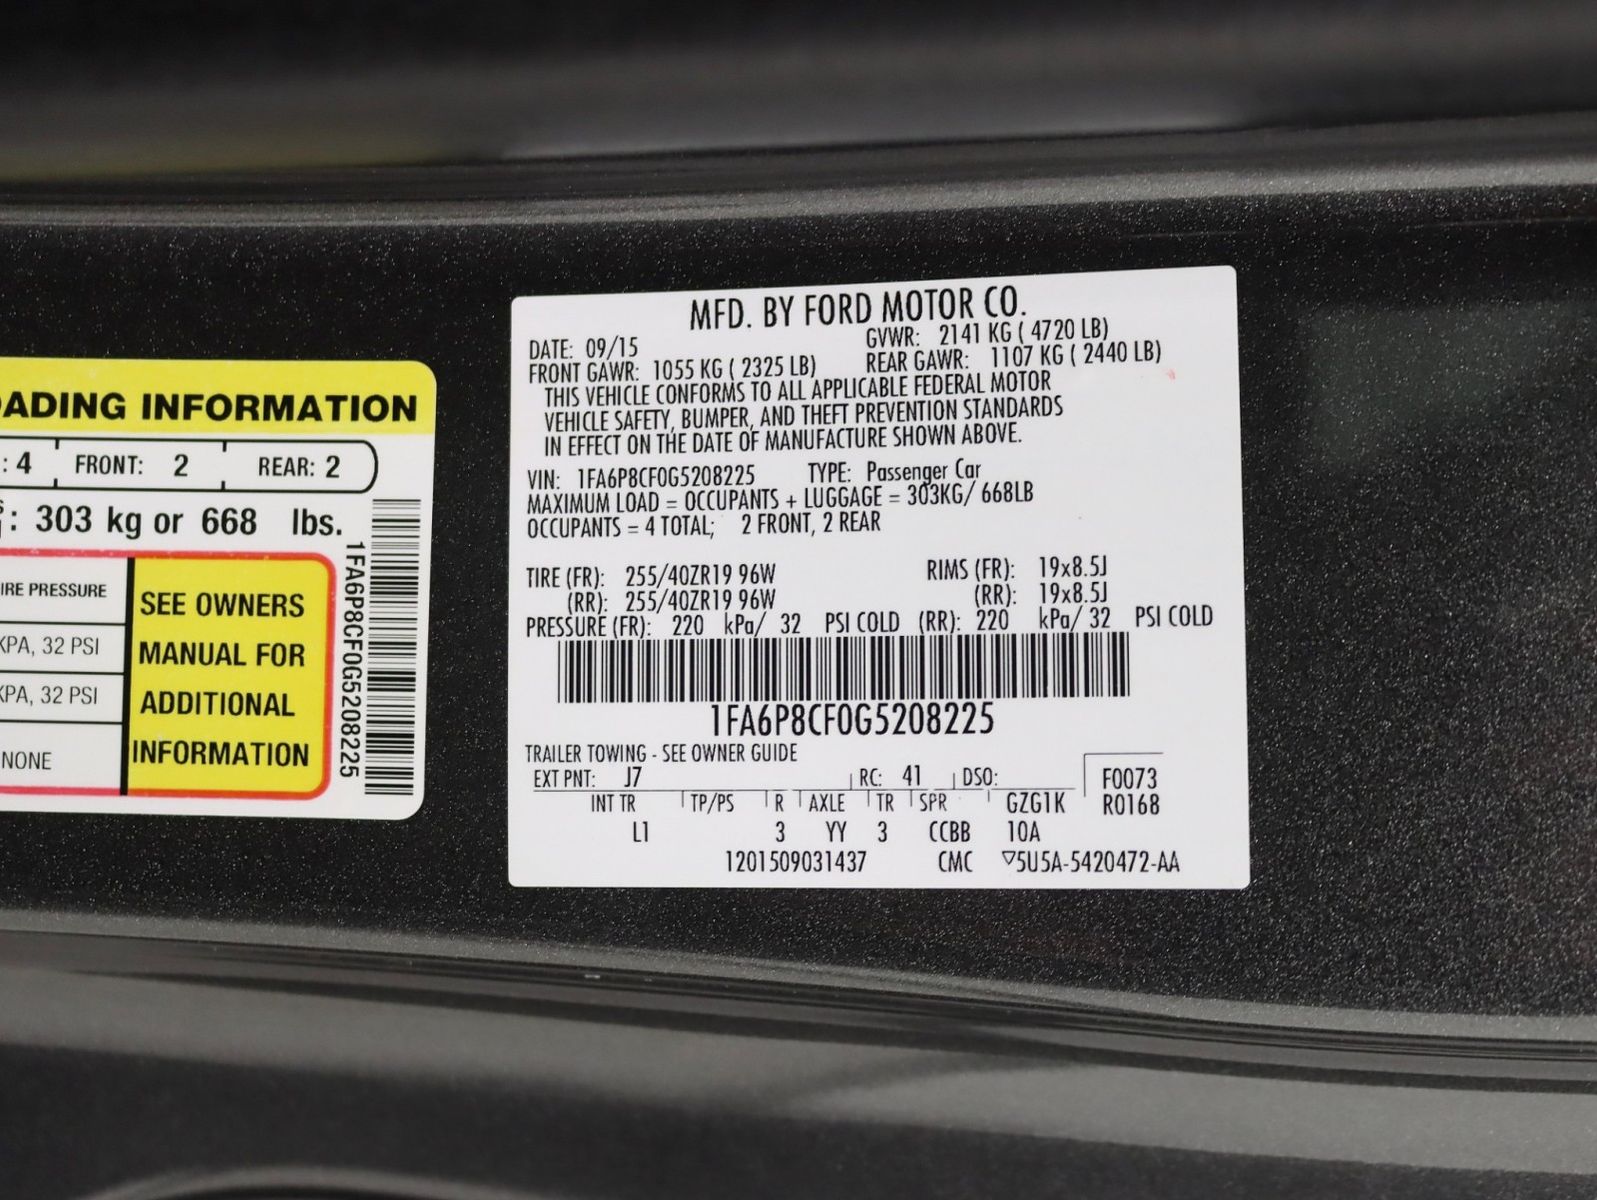 ADING INFORMATION
: 4 FRONT: 2 REAR: 2
: 303 kg or 668 lbs.
IRE PRESSURE
KPA, 32 PSI
KPA, 32 PSI
NONE
SEE OWNERS
MANUAL FOR
ADDITIONAL
INFORMATION
1FA6P8CF0G5208225
MFD. BY FORD MOTOR CO.
DATE: 09/15 GVWR: 2141 KG ( 4720 LB)
FRONT GAWR: 1055 KG ( 2325 LB) REAR GAWR: 1107 KG ( 2440 LB)
THIS VEHICLE CONFORMS TO ALL APPLICABLE FEDERAL MOTOR
VEHICLE SAFETY, BUMPER, AND THEFT PREVENTION STANDARDS
IN EFFECT ON THE DATE OF MANUFACTURE SHOWN ABOVE.
VIN: 1FA6P8CF0G5208225 TYPE: Passenger Car
MAXIMUM LOAD = OCCUPANTS + LUGGAGE = 303KG/ 668LB
OCCUPANTS = 4 TOTAL; 2 FRONT, 2 REAR
TIRE (FR): 255/40ZR19 96W RIMS (FR): 19x8.5J
(RR): 255/40ZR19 96W (RR): 19x8.5J
PRESSURE (FR): 220 kPa/ 32 PSI COLD (RR): 220 kPa/ 32 PSI COLD
1FA6P8CF0G5208225
TRAILER TOWING - SEE OWNER GUIDE
EXT PNT: J7 RC: 41 DSO: F0073
INT TR TP/PS R AXLE TR SPR GZG1K R0168
L1 3 YY 3 CCBB 10A
1201509031437 CMC ▽5U5A-5420472-AA